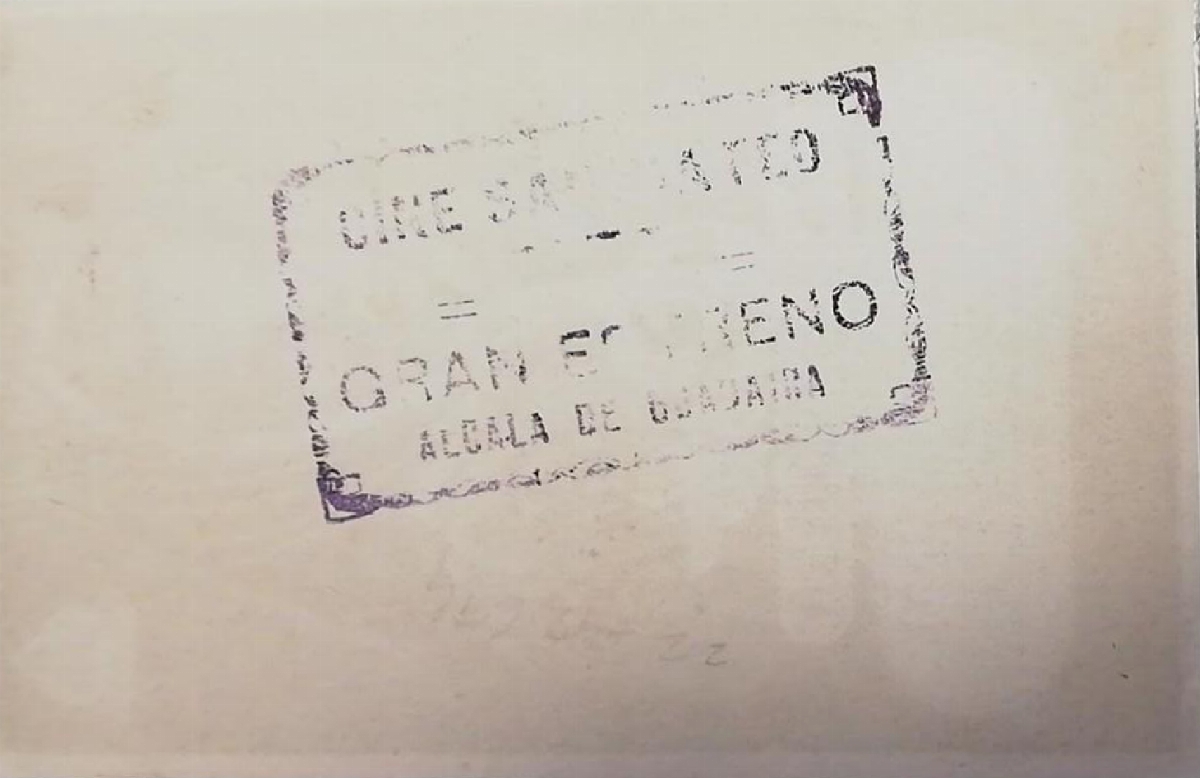 CINE SAN MATEO
GRAN ESTRENO
ALCALA DE GUADAIRA